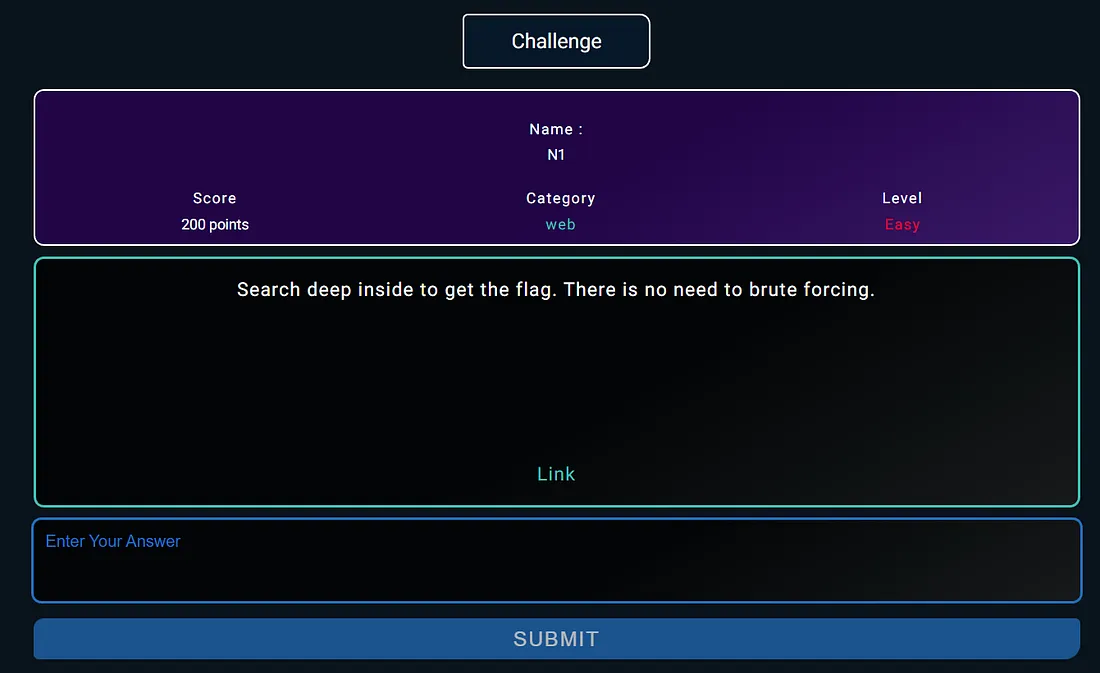 Challenge
Name :
N1
Score
Category
Level
200 points
web
Easy
Search deep inside to get the flag. There is no need to brute forcing.
Link
Enter Your Answer
SUBMIT